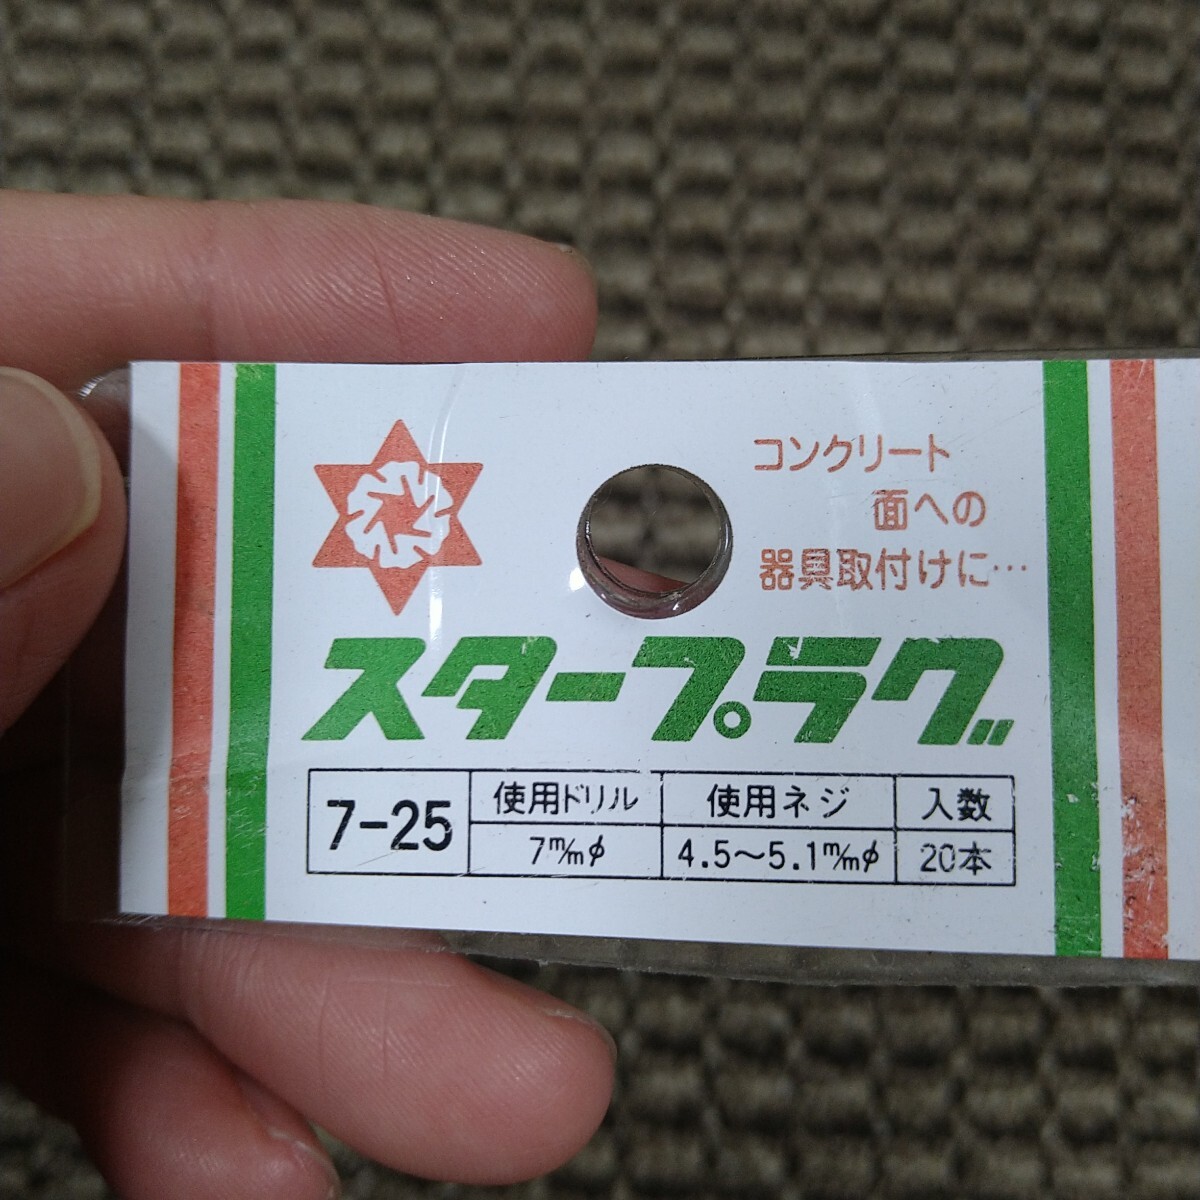 コンクリート
面への
器具取付けに…
スタープラグ
7-25 使用ドリル 使用ネジ 入数
7m/mφ 4.5～5.1m/mφ 20本